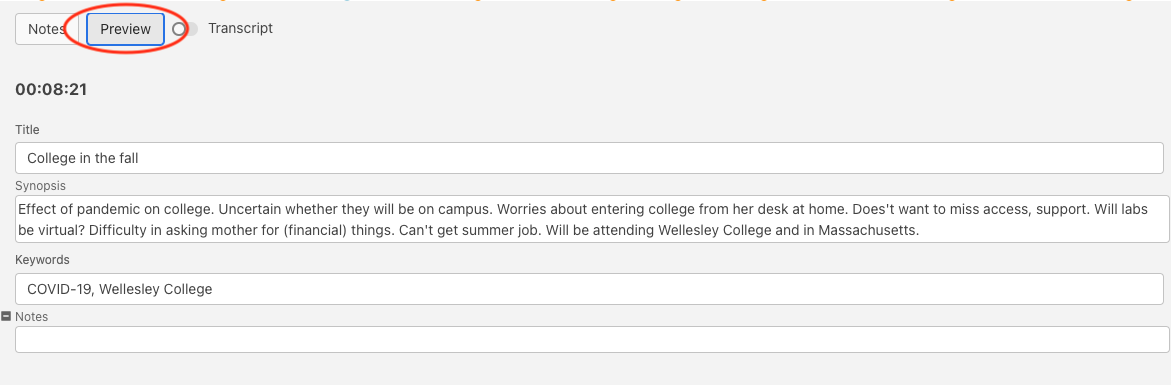 Notes Preview Transcript
00:08:21
Title
College in the fall
Synopsis
Effect of pandemic on college. Uncertain whether they will be on campus. Worries about entering college from her desk at home. Does't want to miss access, support. Will labs
be virtual? Difficulty in asking mother for (financial) things. Can't get summer job. Will be attending Wellesley College and in Massachusetts.
Keywords
COVID-19, Wellesley College
Notes